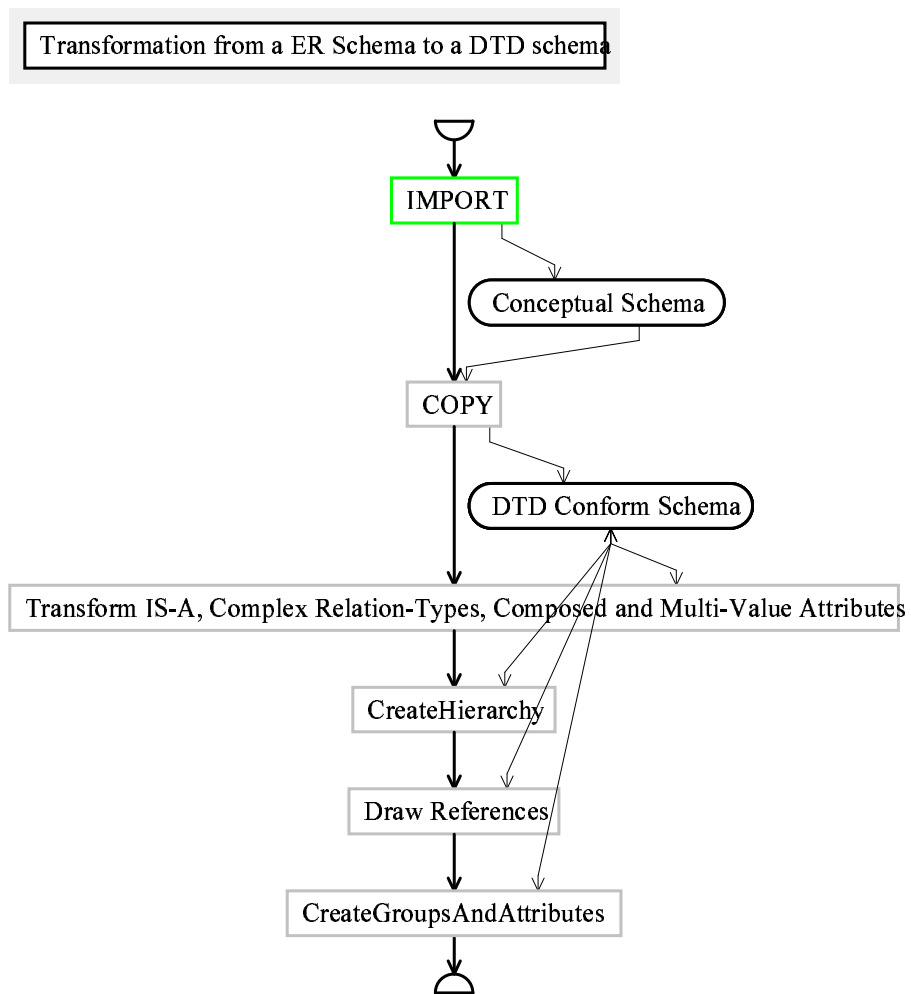 Transformation from a ER Schema to a DTD schema
IMPORT
Conceptual Schema
COPY
DTD Conform Schema
Transform IS-A, Complex Relation-Types, Composed and Multi-Value Attributes
CreateHierarchy
Draw References
CreateGroupsAndAttributes